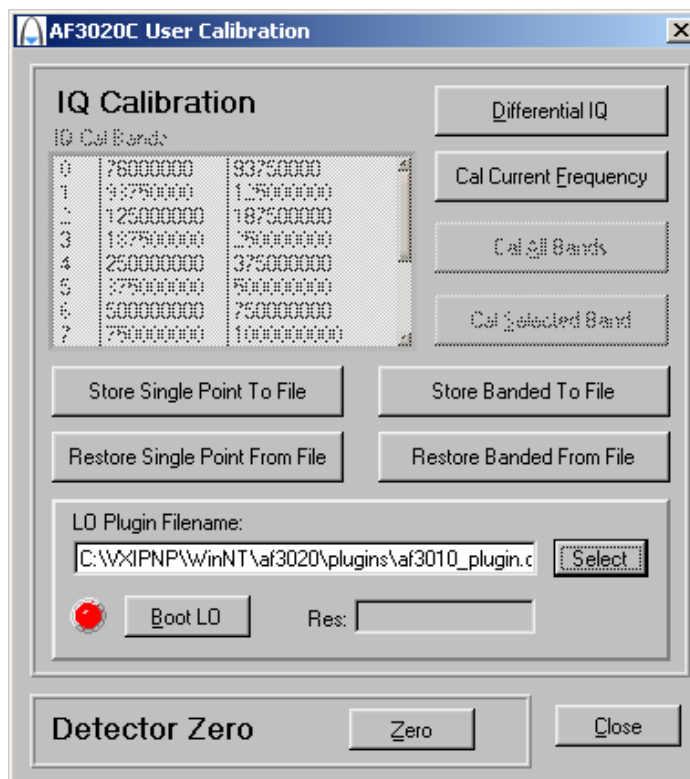 AF3020C User Calibration
IQ Calibration
Differential IQ
IQ Cal Bands
0 76000000 93750000
1 93750000 125000000
2 125000000 187500000
3 187500000 250000000
4 250000000 375000000
5 375000000 500000000
6 500000000 750000000
7 750000000 1000000000
Cal Current Frequency
Cal All Bands
Cal Selected Band
Store Single Point To File
Store Banded To File
Restore Single Point From File
Restore Banded From File
LO Plugin Filename:
C:\VXIPNP\WinNT\af3020\plugins\af3010_plugin.c
Select
Boot LO
Res:
Detector Zero
Zero
Close